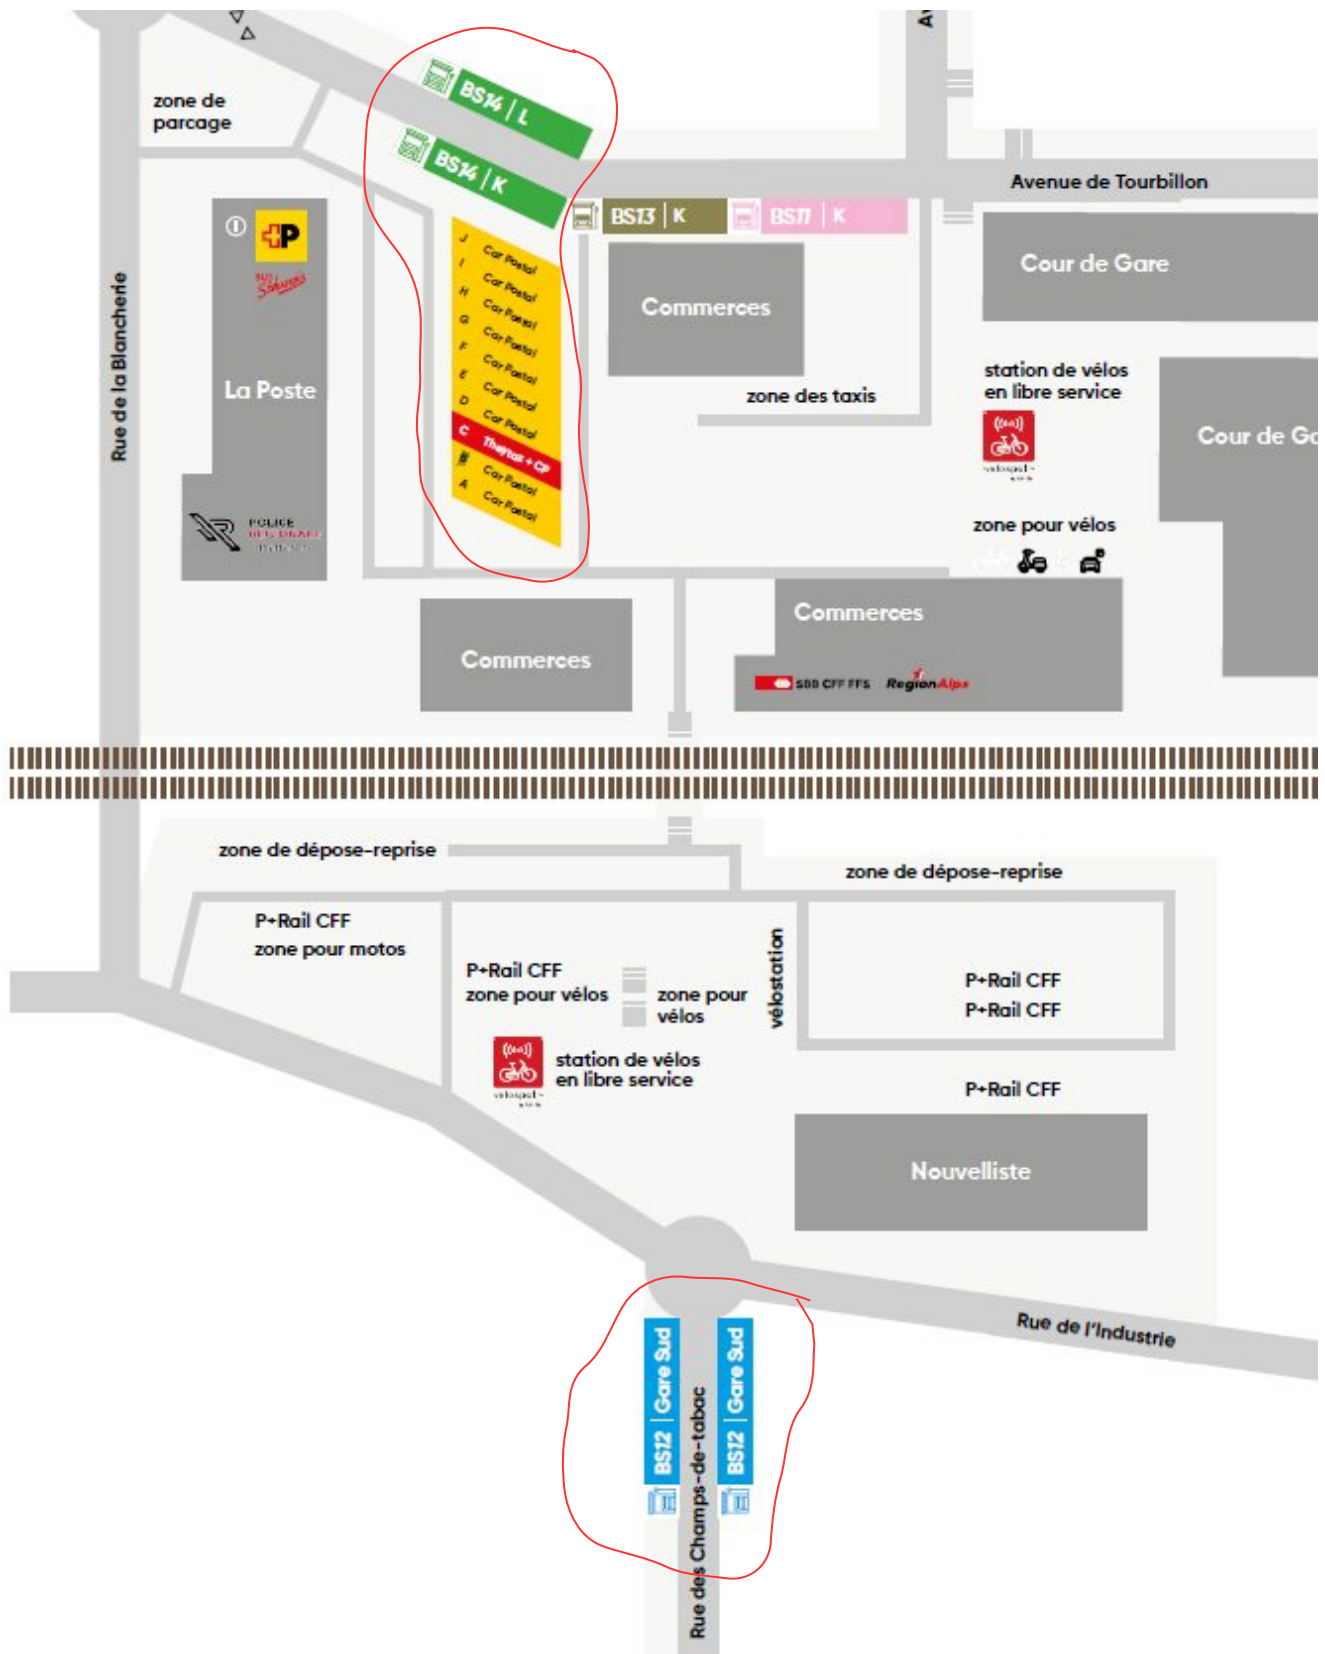 Av
BS14 | L
BS14 | K
zone de
parcage
Avenue de Tourbillon
BS13 | K
BS11 | K
P
Rue de la Blancherie
La Poste
POLICE
J Car Postal
I Car Postal
H Car Postal
G Car Postal
F Car Postal
E Car Postal
D Car Postal
C Theytaz + CP
B Car Postal
A Car Postal
Commerces
zone des taxis
Cour de Gare
station de vélos
en libre service
Cour de Ga
zone pour vélos
Commerces
Commerces
SBB CFF FFS RegionAlps
zone de dépose-reprise
zone de dépose-reprise
P+Rail CFF
zone pour motos
P+Rail CFF
zone pour vélos
zone pour
vélos
vélostation
station de vélos
en libre service
P+Rail CFF
P+Rail CFF
P+Rail CFF
Nouvelliste
Rue de l'Industrie
BS12 | Gare Sud
BS12 | Gare Sud
Rue des Champs-de-tabac